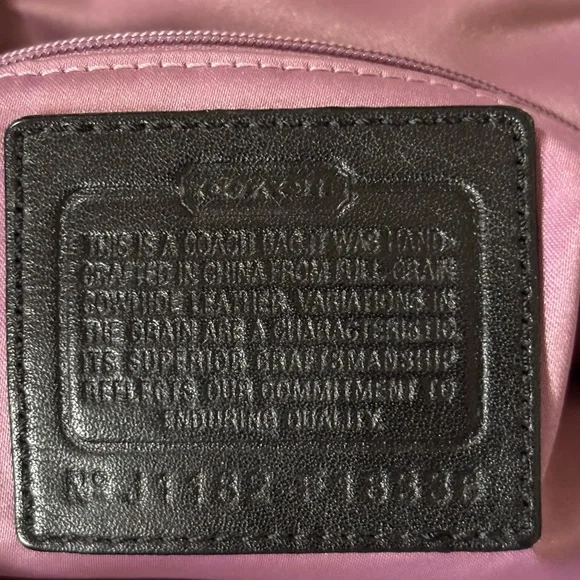 COACH
THIS IS A COACH BAG. IT WAS HAND-
CRAFTED IN CHINA FROM FULL GRAIN
COWHIDE LEATHER. VARIATIONS IN
THE GRAIN ARE A CHARACTERISTIC.
ITS SUPERIOR CRAFTSMANSHIP
REFLECTS OUR COMMITMENT TO
ENDURING QUALITY.
Nº